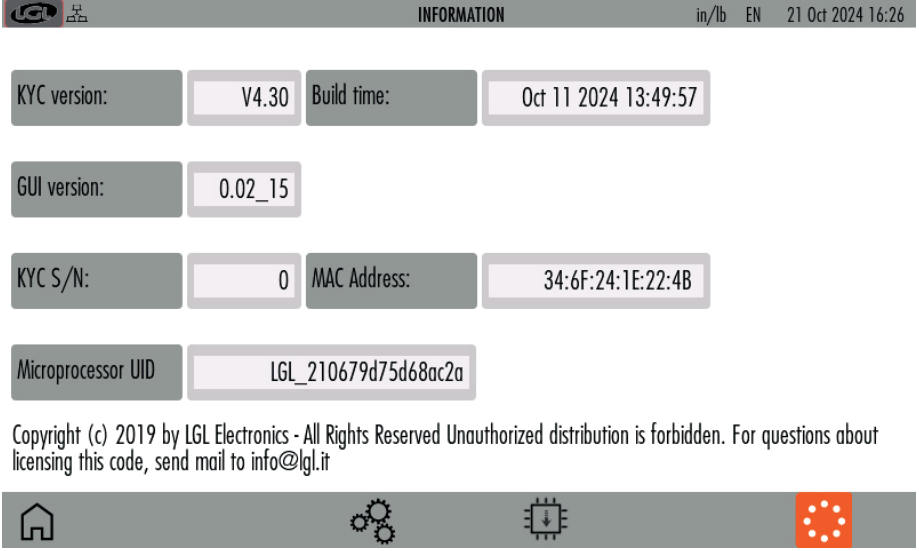 LGL INFORMATION in/lb EN 21 Oct 2024 16:26
KYC version: V4.30 Build time: Oct 11 2024 13:49:57
GUI version: 0.02_15
KYC S/N: 0 MAC Address: 34:6F:24:1E:22:4B
Microprocessor UID LGL_210679d75d68ac2a
Copyright (c) 2019 by LGL Electronics - All Rights Reserved Unauthorized distribution is forbidden. For questions about
licensing this code, send mail to info@lgl.it